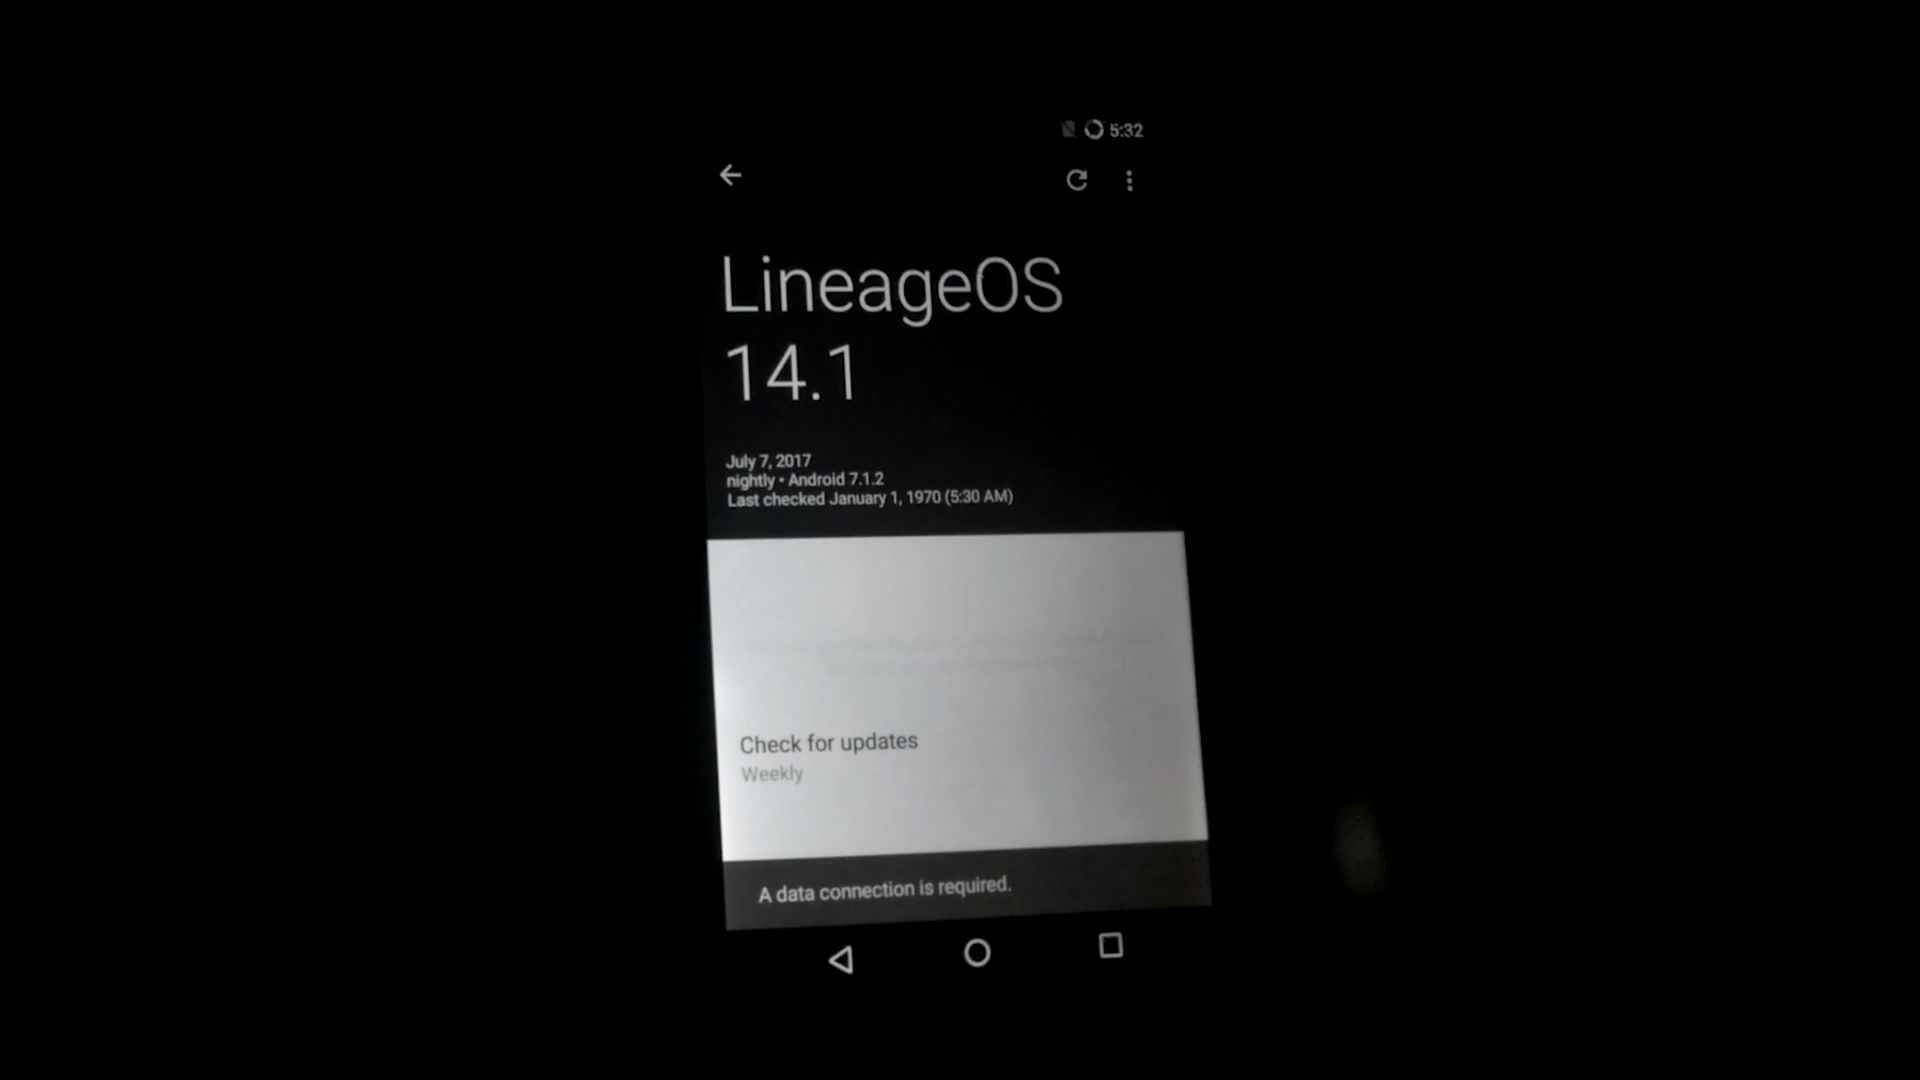 5:32
LineageOS
14.1
July 7, 2017
nightly • Android 7.1.2
Last checked January 1, 1970 (5:30 AM)
Check for updates
Weekly
A data connection is required.